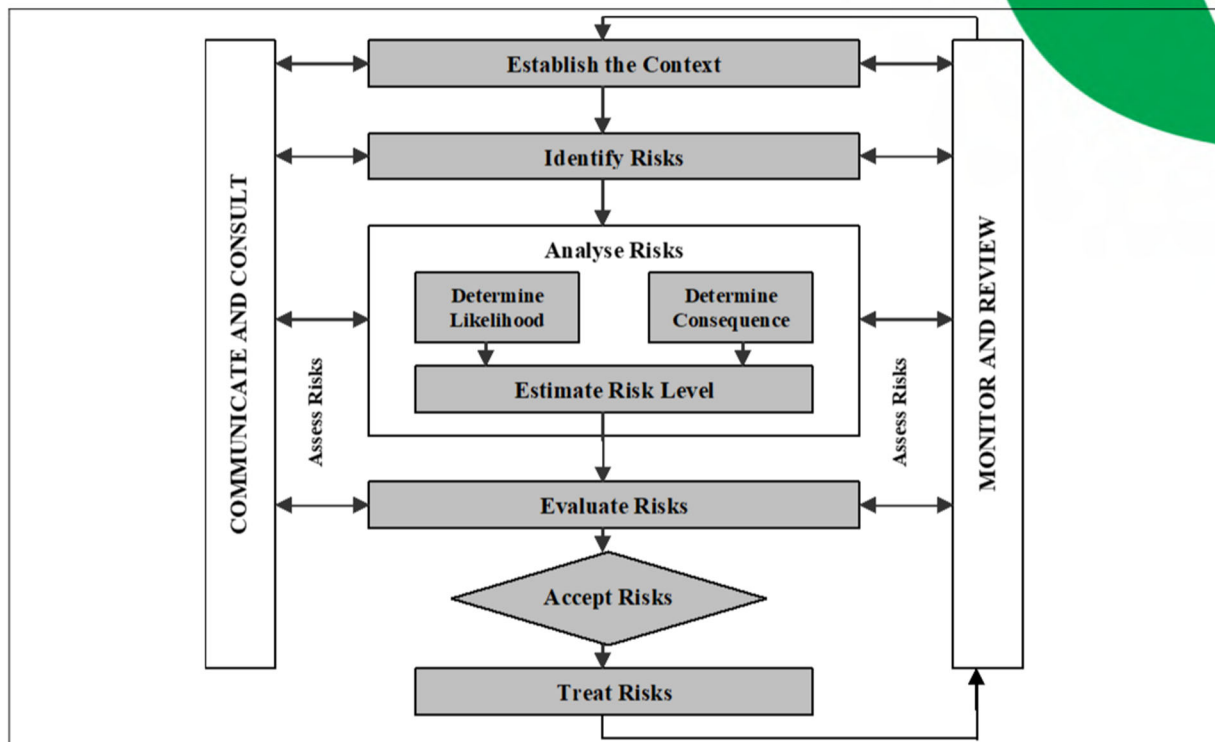 Establish the Context
Identify Risks
Analyse Risks
Determine
Likelihood
Determine
Consequence
Estimate Risk Level
Evaluate Risks
Accept Risks
Treat Risks
COMMUNICATE AND CONSULT
Assess Risks
Assess Risks
MONITOR AND REVIEW